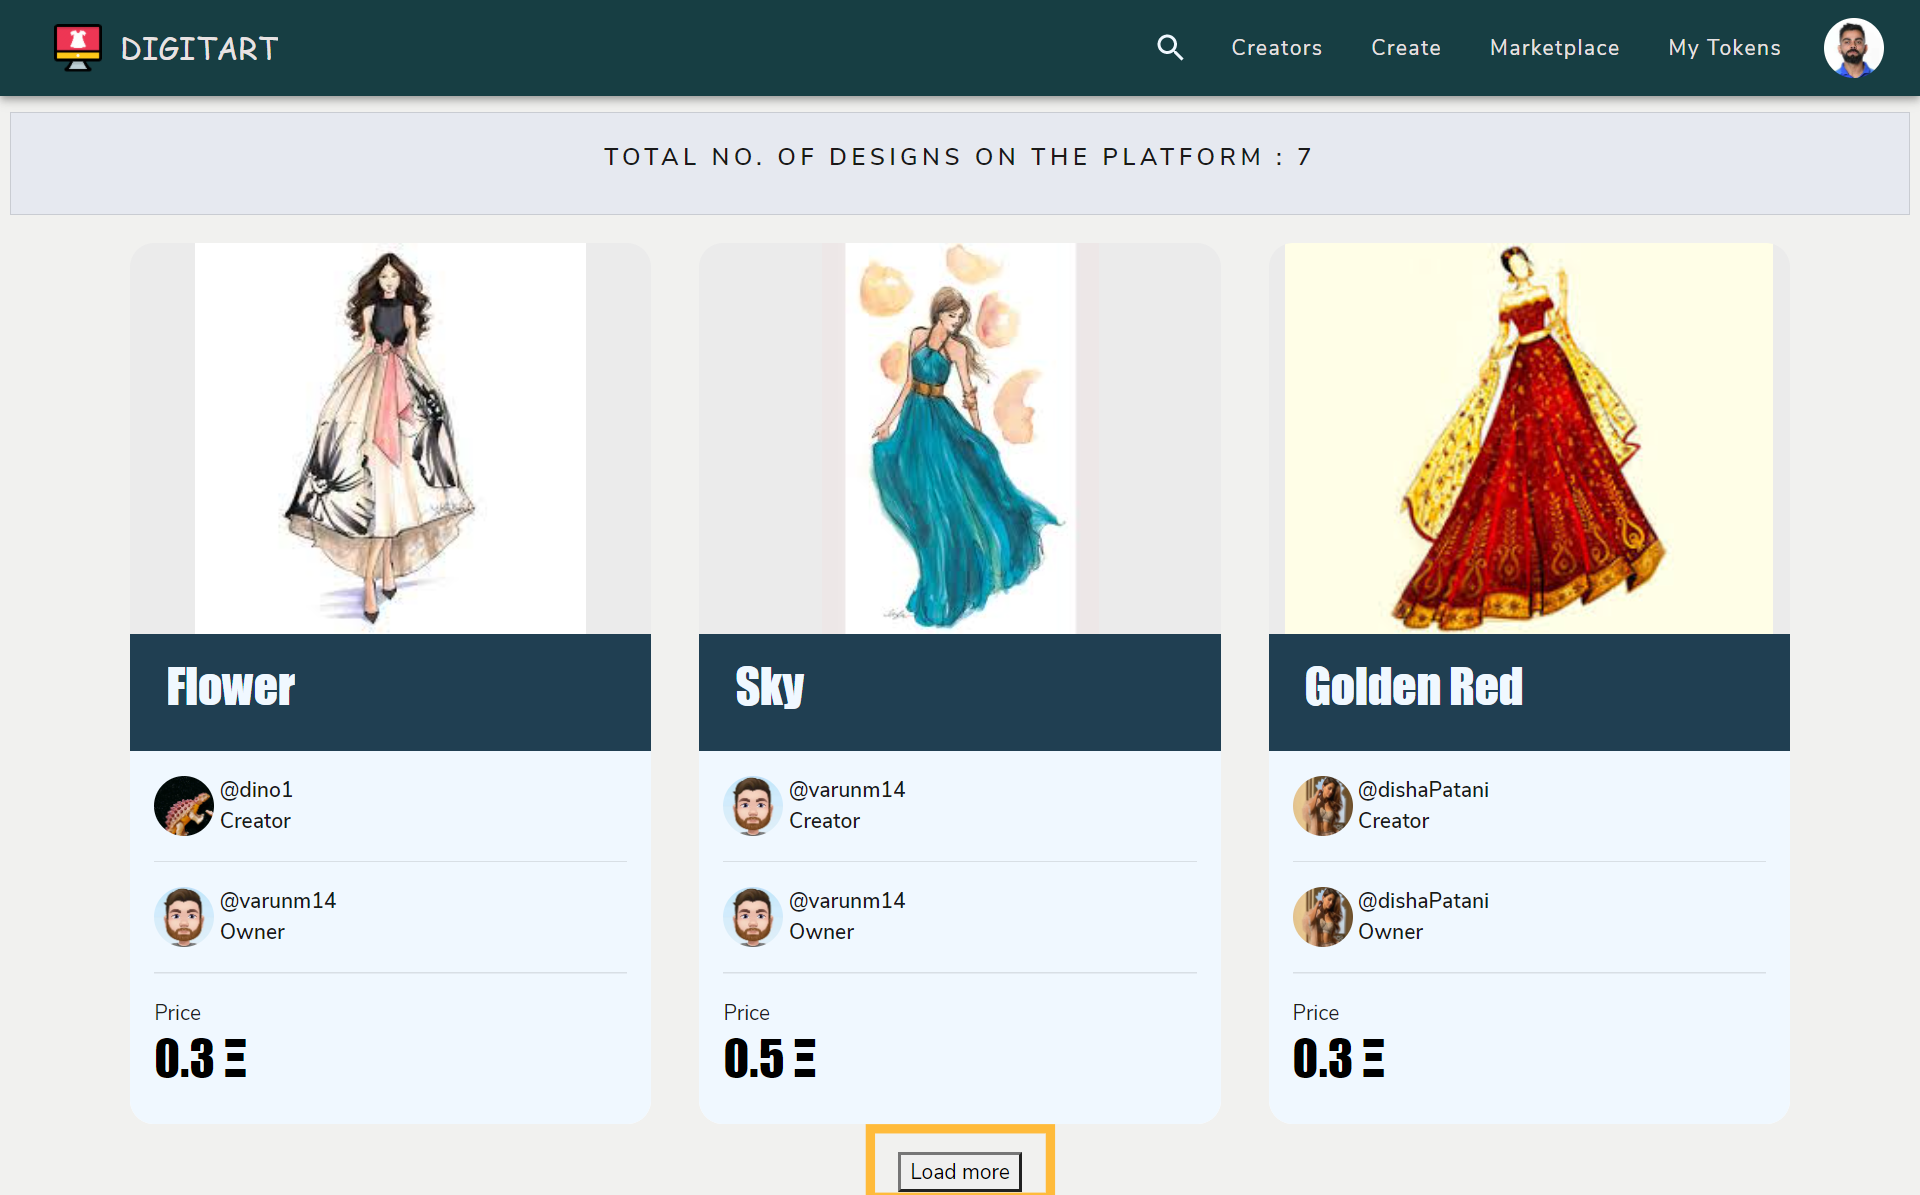 DIGITART
Creators Create Marketplace My Tokens
TOTAL NO. OF DESIGNS ON THE PLATFORM : 7
Flower
@dino1
Creator
@varunm14
Owner
Price
0.3 Ξ
Sky
@varunm14
Creator
@varunm14
Owner
Price
0.5 Ξ
Golden Red
@dishaPatani
Creator
@dishaPatani
Owner
Price
0.3 Ξ
Load more